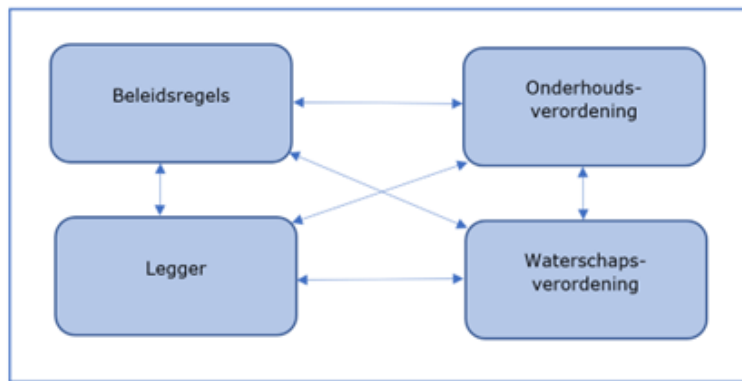 Beleidsregels
Onderhouds-
verordening
Legger
Waterschaps-
verordening